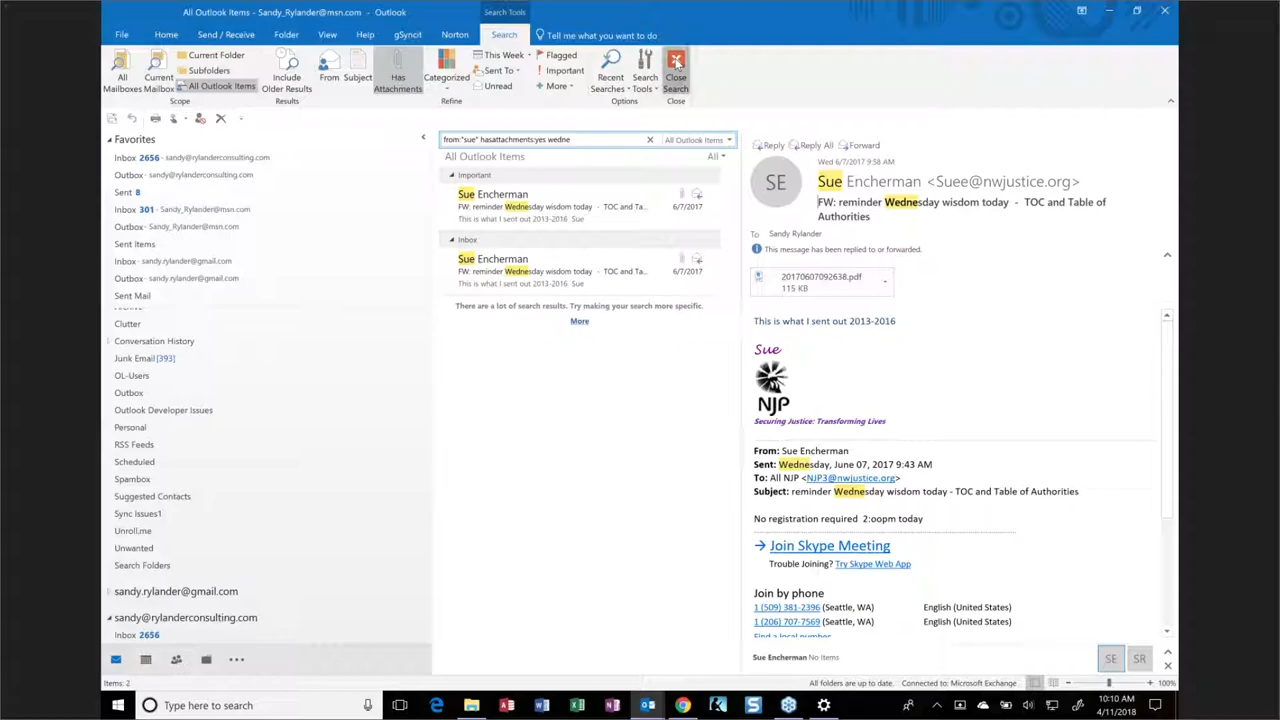 All Outlook Items - Sandy_Rylander@msn.com - Outlook
Search Tools
File Home Send / Receive Folder View Help gSyncit Norton Search Tell me what you want to do
All Mailboxes
Current Mailbox
Current Folder
Subfolders
All Outlook Items
Scope
Include Older Results
Results
From
Subject
Has Attachments
Categorized
This Week
Sent To
Unread
Flagged
Important
More
Refine
Recent Searches
Search Tools
Options
Close Search
Close
Favorites
Inbox 2656 - sandy@rylanderconsulting.com
Outbox - sandy@rylanderconsulting.com
Sent 8
Inbox 301 - Sandy_Rylander@msn.com
Outbox - Sandy_Rylander@msn.com
Sent Items
Inbox - sandy.rylander@gmail.com
Outbox - sandy.rylander@gmail.com
Sent Mail
Archive
Clutter
Conversation History
Junk Email [393]
OL-Users
Outbox
Outlook Developer Issues
Personal
RSS Feeds
Scheduled
Spambox
Suggested Contacts
Sync Issues1
Unroll.me
Unwanted
Search Folders
sandy.rylander@gmail.com
sandy@rylanderconsulting.com
Inbox 2656
from:"sue" hasattachments:yes wedne
All Outlook Items
All Outlook Items All
Important
Sue Encherman
FW: reminder Wednesday wisdom today - TOC and Ta... 6/7/2017
This is what I sent out 2013-2016 Sue
Inbox
Sue Encherman
FW: reminder Wednesday wisdom today - TOC and Ta... 6/7/2017
This is what I sent out 2013-2016 Sue
There are a lot of search results. Try making your search more specific.
More
Reply Reply All Forward
Wed 6/7/2017 9:58 AM
SE
Sue Encherman <Suee@nwjustice.org>
FW: reminder Wednesday wisdom today - TOC and Table of
Authorities
To Sandy Rylander
This message has been replied to or forwarded.
20170607092638.pdf
115 KB
This is what I sent out 2013-2016
Sue
NJP
Securing Justice: Transforming Lives
From: Sue Encherman
Sent: Wednesday, June 07, 2017 9:43 AM
To: All NJP <NJP3@nwjustice.org>
Subject: reminder Wednesday wisdom today - TOC and Table of Authorities
No registration required 2:oopm today
→ Join Skype Meeting
Trouble Joining? Try Skype Web App
Join by phone
1 (509) 381-2396 (Seattle, WA) English (United States)
1 (206) 707-7569 (Seattle, WA) English (United States)
Find a local number
Sue Encherman No Items
SE SR
Items: 2
All folders are up to date. Connected to: Microsoft Exchange
100%
Type here to search
10:10 AM
4/11/2018